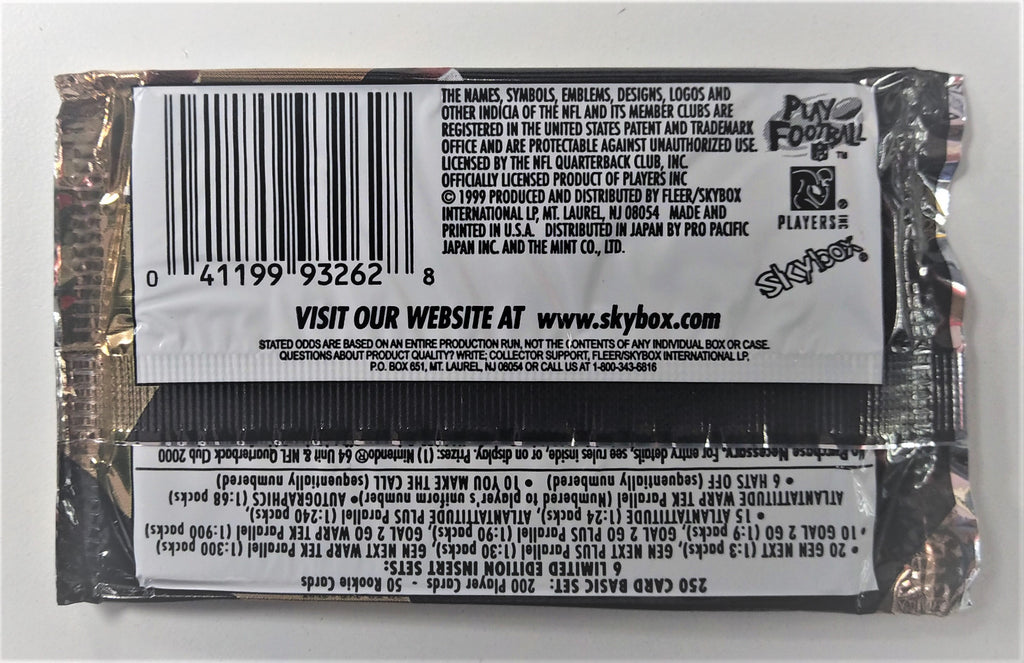 THE NAMES, SYMBOLS, EMBLEMS, DESIGNS, LOGOS AND
OTHER INDICIA OF THE NFL AND ITS MEMBER CLUBS ARE
REGISTERED IN THE UNITED STATES PATENT AND TRADEMARK
OFFICE AND ARE PROTECTABLE AGAINST UNAUTHORIZED USE.
LICENSED BY THE NFL QUARTERBACK CLUB, INC.
OFFICIALLY LICENSED PRODUCT OF PLAYERS INC
© 1999 PRODUCED AND DISTRIBUTED BY FLEER/SKYBOX
INTERNATIONAL LP, MT. LAUREL, NJ 08054 MADE AND
PRINTED IN U.S.A. DISTRIBUTED IN JAPAN BY PRO PACIFIC
JAPAN INC. AND THE MINT CO., LTD.
PLAY
FOOTBALL
TM
PLAYERS INC ®
SkyBox®
0 41199 93262 8
VISIT OUR WEBSITE AT www.skybox.com
STATED ODDS ARE BASED ON AN ENTIRE PRODUCTION RUN, NOT THE CONTENTS OF ANY INDIVIDUAL BOX OR CASE.
QUESTIONS ABOUT PRODUCT QUALITY? WRITE; COLLECTOR SUPPORT, FLEER/SKYBOX INTERNATIONAL LP,
P.O. BOX 651, MT. LAUREL, NJ 08054 OR CALL US AT 1-800-343-6816
250 CARD BASIC SET: 200 Player Cards - 50 Rookie Cards
6 LIMITED EDITION INSERT SETS:
• 20 GEN NEXT (1:3 packs), GEN NEXT PLUS Parallel (1:30 packs), GEN NEXT WARP TEK Parallel (1:300 packs)
• 10 GOAL 2 GO (1:9 packs), GOAL 2 GO PLUS Parallel (1:90 packs), GOAL 2 GO WARP TEK Parallel (1:900 packs)
• 15 ATLANTATTITUDE (1:24 packs), ATLANTATTITUDE PLUS Parallel (1:240 packs),
ATLANTATTITUDE WARP TEK Parallel (Numbered to player's uniform number)• AUTOGRAPHICS (1:68 packs)
• 6 HATS OFF (sequentially numbered) • 10 YOU MAKE THE CALL (sequentially numbered)
No Purchase Necessary. For entry details, see rules inside, or on display. Prizes: (1) Nintendo® 64 Unit & NFL Quarterback Club 2000